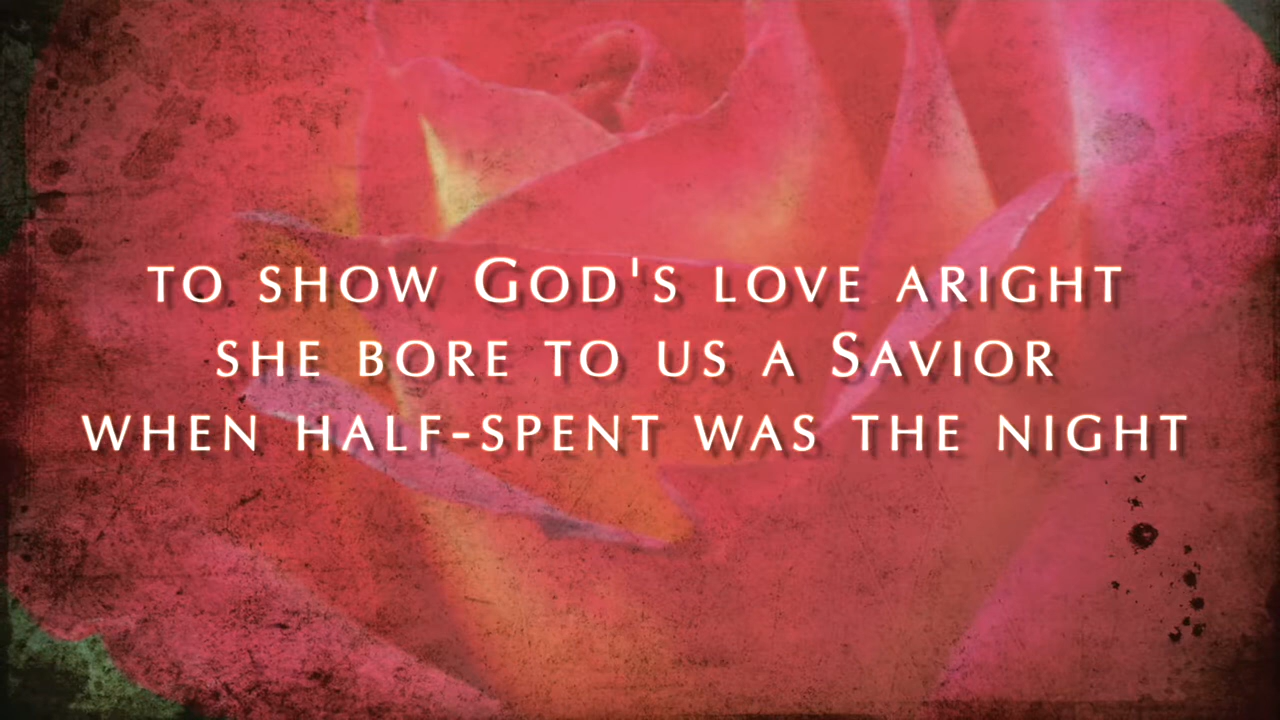 to show God's love aright
she bore to us a Savior
when half-spent was the night